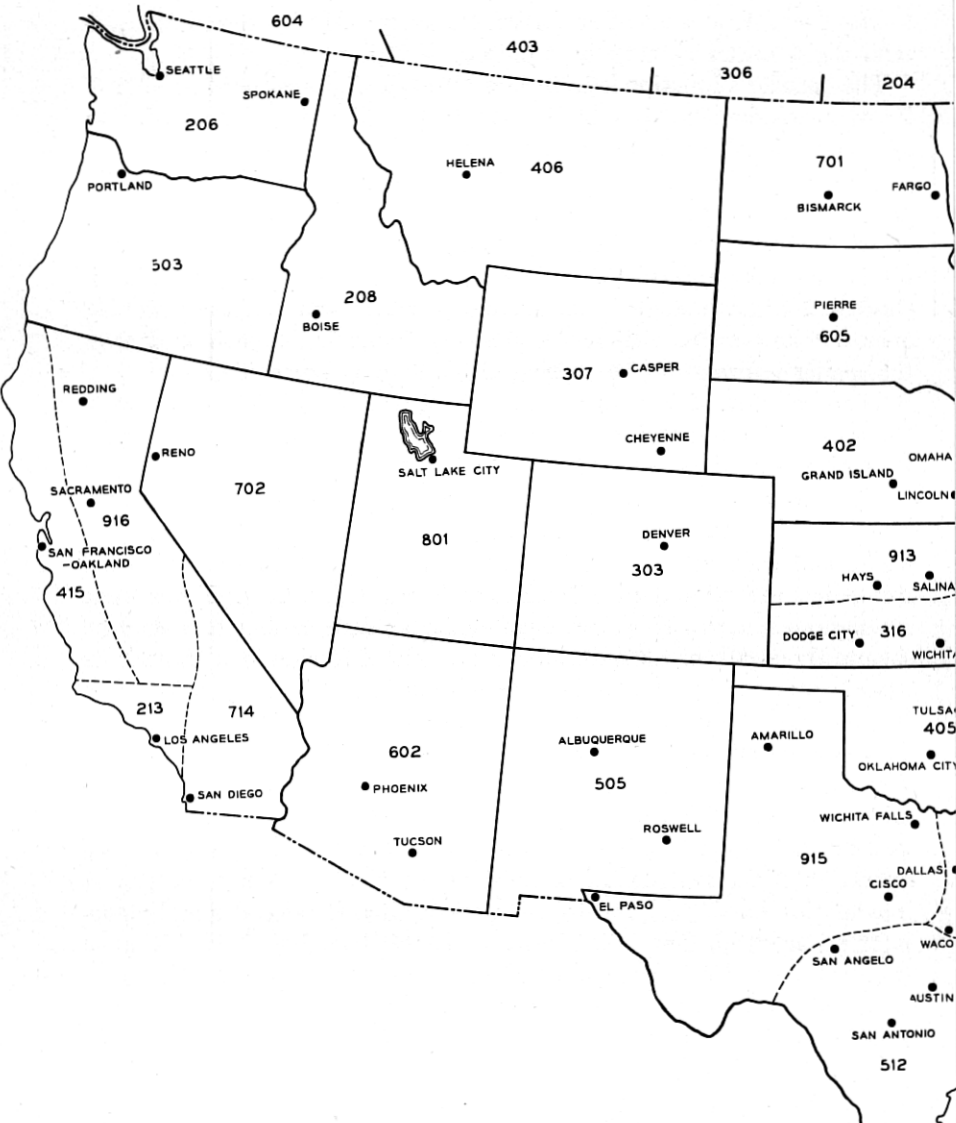 604
403
306
204
SEATTLE
SPOKANE
206
HELENA
406
701
BISMARCK
FARGO
PORTLAND
503
208
BOISE
PIERRE
605
307
CASPER
REDDING
CHEYENNE
402
OMAHA
RENO
SALT LAKE CITY
GRAND ISLAND
LINCOLN
SACRAMENTO
916
702
801
DENVER
303
SAN FRANCISCO
-OAKLAND
415
913
HAYS
SALINA
DODGE CITY
316
WICHITA
213
LOS ANGELES
714
SAN DIEGO
602
PHOENIX
TUCSON
ALBUQUERQUE
505
ROSWELL
AMARILLO
TULSA
405
OKLAHOMA CITY
WICHITA FALLS
915
DALLAS
CISCO
EL PASO
WACO
SAN ANGELO
AUSTIN
SAN ANTONIO
512